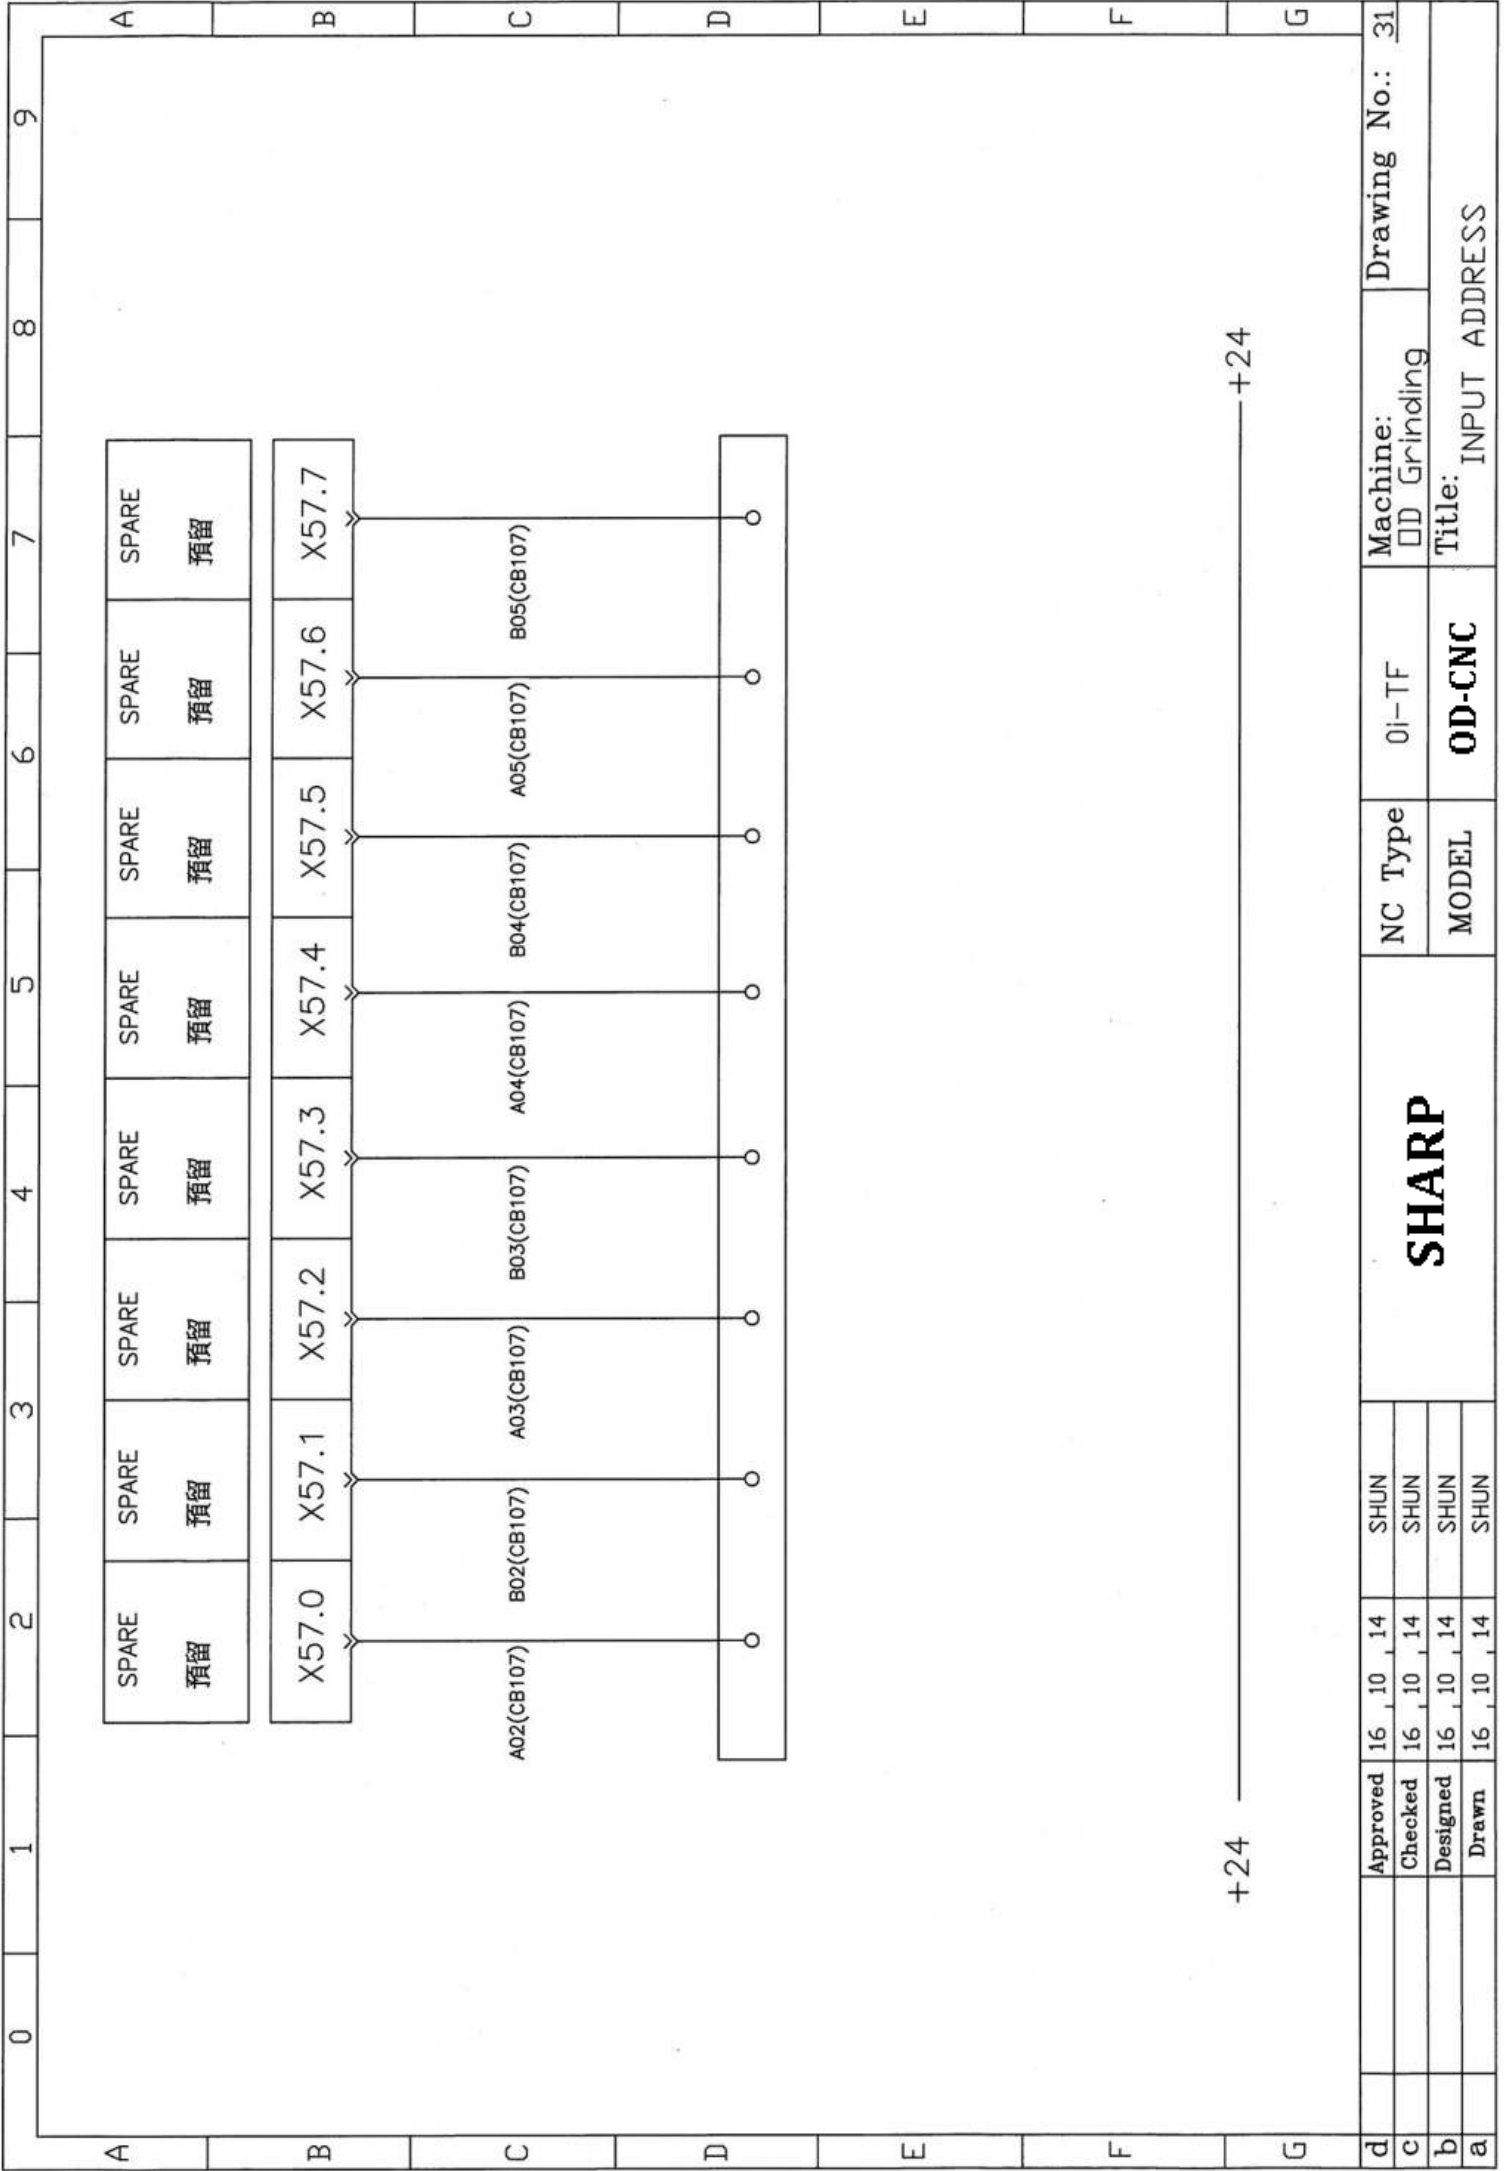 0 1 2 3 4 5 6 7 8 9
A A
SPARE SPARE SPARE SPARE SPARE SPARE SPARE SPARE
預留 預留 預留 預留 預留 預留 預留 預留
B B
X57.0 X57.1 X57.2 X57.3 X57.4 X57.5 X57.6 X57.7
C C
A02(CB107) B02(CB107) A03(CB107) B03(CB107) A04(CB107) B04(CB107) A05(CB107) B05(CB107)
D D
E E
F F
+24 +24
G G
d Approved 16 , 10 , 14 SHUN
c Checked 16 , 10 , 14 SHUN
b Designed 16 , 10 , 14 SHUN
a Drawn 16 , 10 , 14 SHUN
SHARP
NC Type 0i-TF
MODEL OD-CNC
Machine:
OD Grinding
Drawing No.: 31
Title:
INPUT ADDRESS